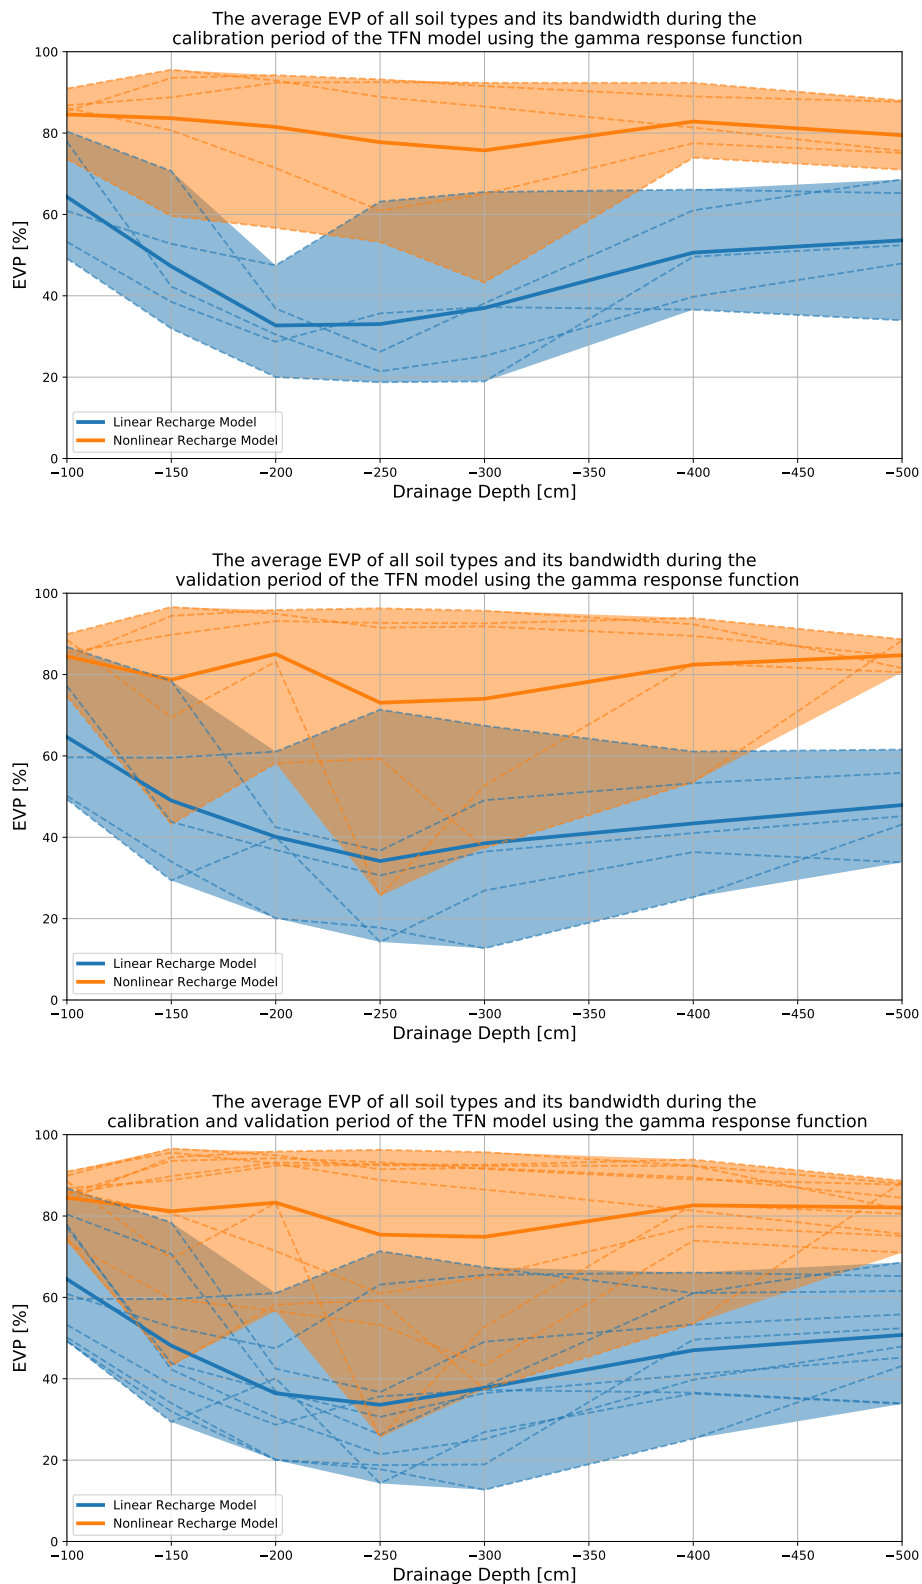 The average EVP of all soil types and its bandwidth during the
calibration period of the TFN model using the gamma response function
100
80
60
40
20
0
EVP [%]
Linear Recharge Model
Nonlinear Recharge Model
−100 −150 −200 −250 −300 −350 −400 −450 −500
Drainage Depth [cm]
The average EVP of all soil types and its bandwidth during the
validation period of the TFN model using the gamma response function
100
80
60
40
20
0
EVP [%]
Linear Recharge Model
Nonlinear Recharge Model
−100 −150 −200 −250 −300 −350 −400 −450 −500
Drainage Depth [cm]
The average EVP of all soil types and its bandwidth during the
calibration and validation period of the TFN model using the gamma response function
100
80
60
40
20
0
EVP [%]
Linear Recharge Model
Nonlinear Recharge Model
−100 −150 −200 −250 −300 −350 −400 −450 −500
Drainage Depth [cm]